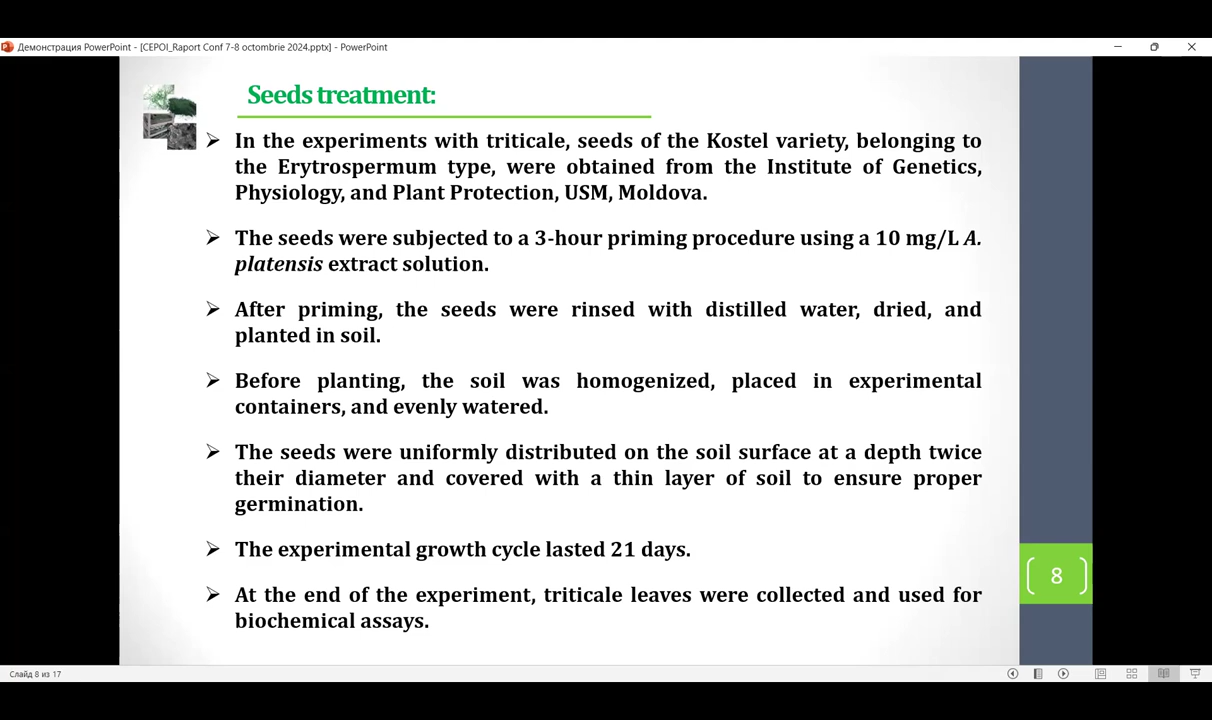 Демонстрация PowerPoint - [CEPOI_Raport Conf 7-8 octombrie 2024.pptx] - PowerPoint
Seeds treatment:
In the experiments with triticale, seeds of the Kostel variety, belonging to
the Erytrospermum type, were obtained from the Institute of Genetics,
Physiology, and Plant Protection, USM, Moldova.
The seeds were subjected to a 3-hour priming procedure using a 10 mg/L A.
platensis extract solution.
After priming, the seeds were rinsed with distilled water, dried, and
planted in soil.
Before planting, the soil was homogenized, placed in experimental
containers, and evenly watered.
The seeds were uniformly distributed on the soil surface at a depth twice
their diameter and covered with a thin layer of soil to ensure proper
germination.
The experimental growth cycle lasted 21 days.
At the end of the experiment, triticale leaves were collected and used for
biochemical assays.
8
Слайд 8 из 17